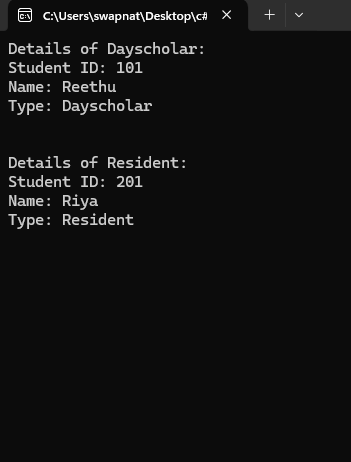 C:\Users\swapnat\Desktop\c#
Details of Dayscholar:
Student ID: 101
Name: Reethu
Type: Dayscholar
Details of Resident:
Student ID: 201
Name: Riya
Type: Resident